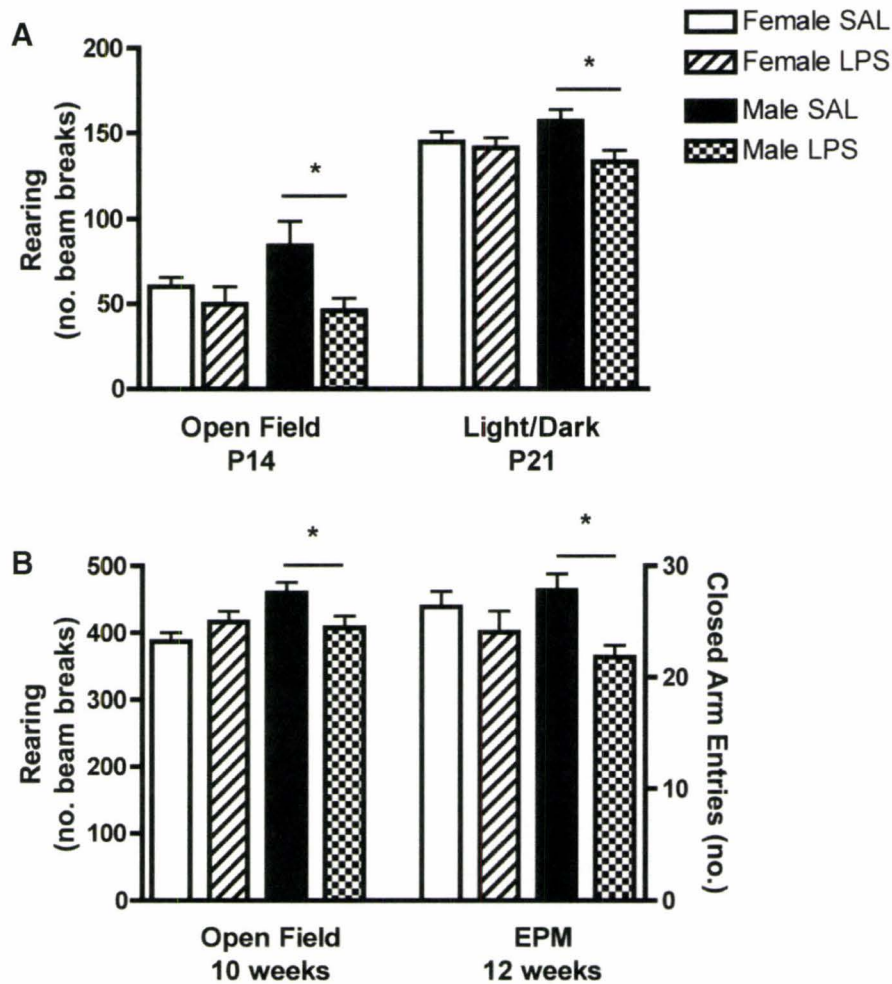 A
Female SAL
Female LPS
Male SAL
Male LPS
Rearing
(no. beam breaks)
200
150
100
50
0
*
*
Open Field
P14
Light/Dark
P21
B
Rearing
(no. beam breaks)
500
400
300
200
100
0
*
*
30
20
10
0
Closed Arm Entries (no.)
Open Field
10 weeks
EPM
12 weeks